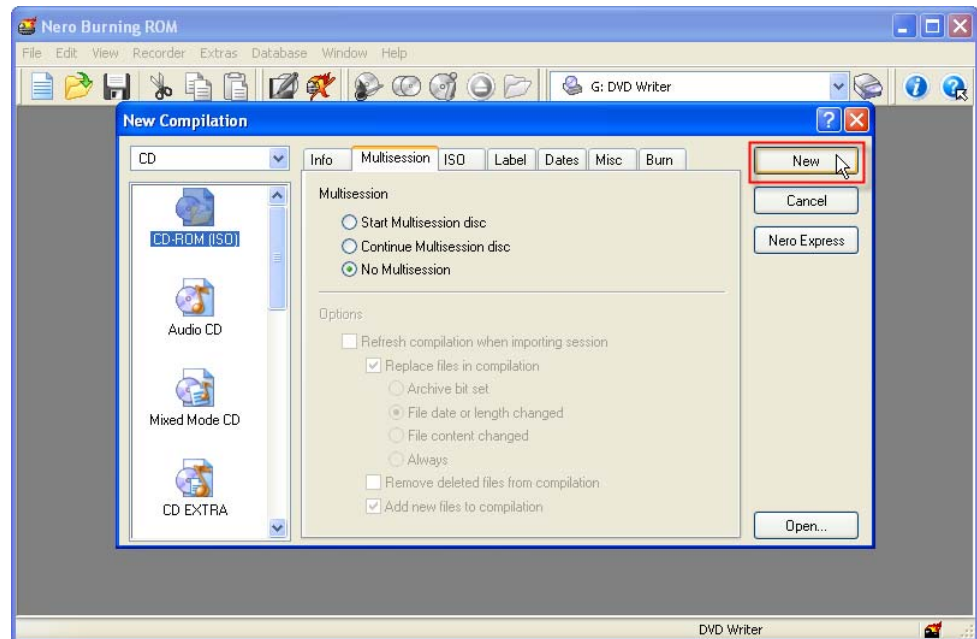 Nero Burning ROM
File Edit View Recorder Extras Database Window Help
G: DVD Writer
New Compilation
CD
Info Multisession ISO Label Dates Misc Burn
New
Multisession
Cancel
Start Multisession disc
CD-ROM (ISO)
Continue Multisession disc
Nero Express
No Multisession
Options
Audio CD
Refresh compilation when importing session
Replace files in compilation
Archive bit set
File date or length changed
Mixed Mode CD
File content changed
Always
Remove deleted files from compilation
CD EXTRA
Add new files to compilation
Open...
DVD Writer